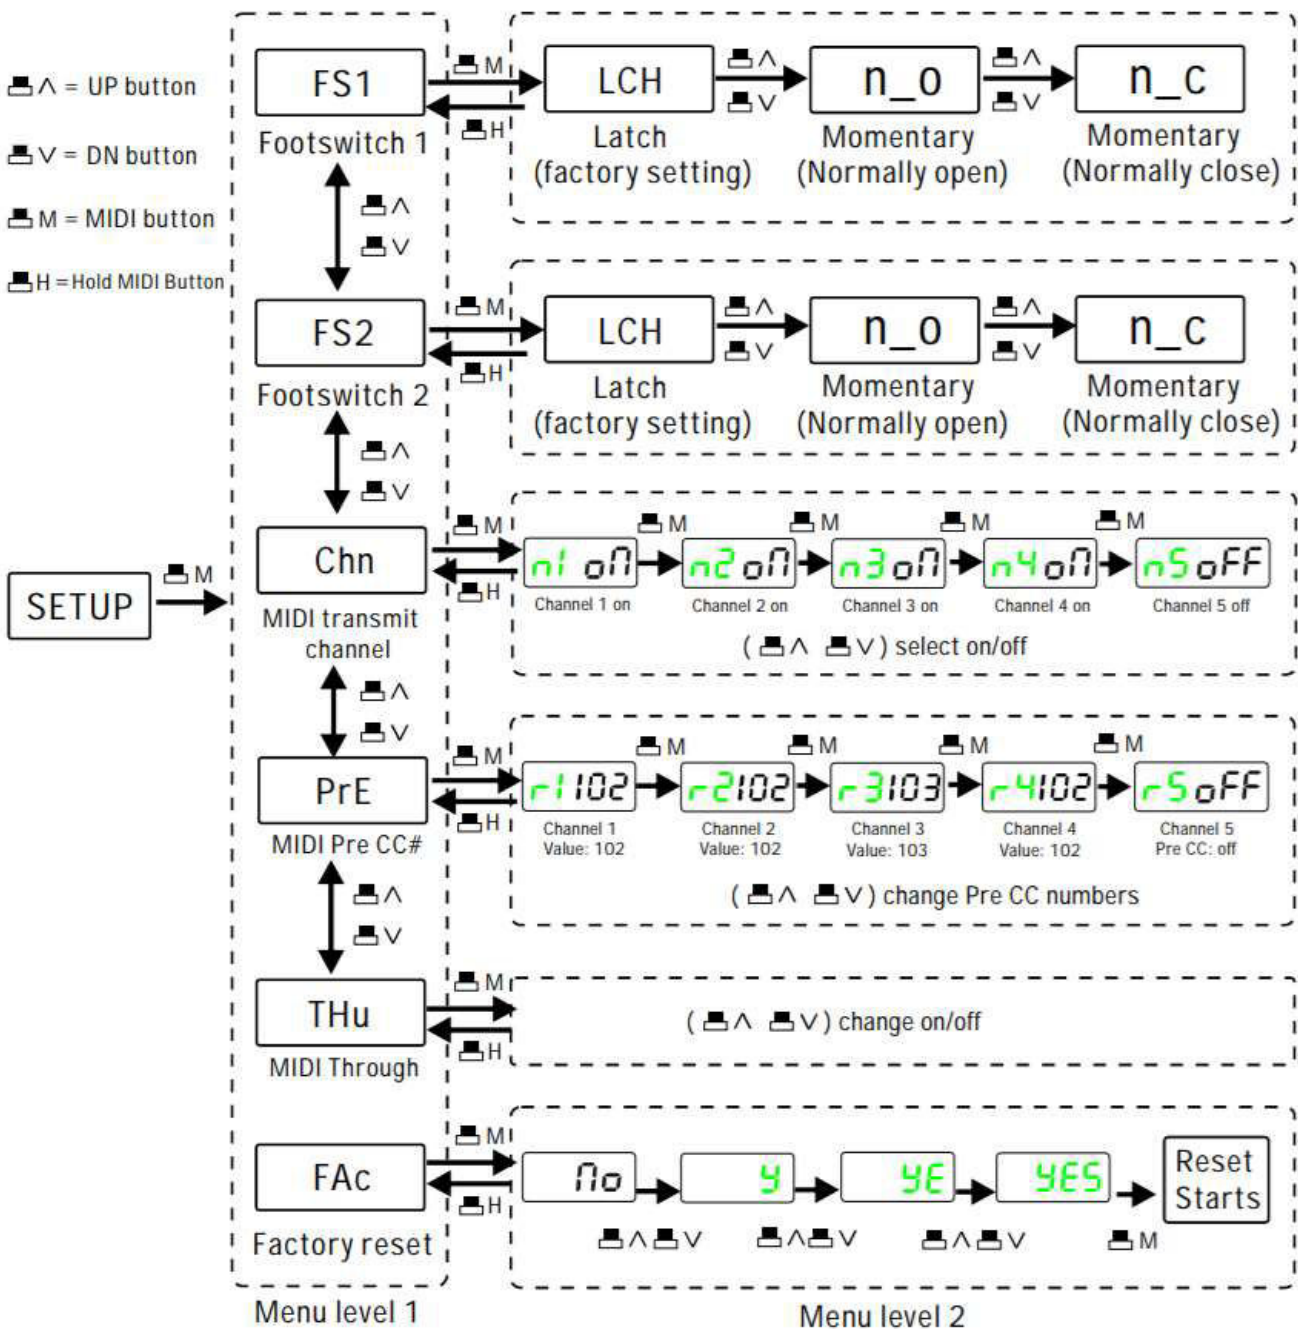 ∧ = UP button
∨ = DN button
M = MIDI button
H = Hold MIDI Button
SETUP
M
FS1
Footswitch 1
M
H
LCH
Latch
(factory setting)
∧
∨
n_o
Momentary
(Normally open)
∧
∨
n_c
Momentary
(Normally close)
∧
∨
FS2
Footswitch 2
M
H
LCH
Latch
(factory setting)
∧
∨
n_o
Momentary
(Normally open)
∧
∨
n_c
Momentary
(Normally close)
∧
∨
Chn
MIDI transmit
channel
M
H
n1 on
Channel 1 on
M
n2 on
Channel 2 on
M
n3 on
Channel 3 on
M
n4 on
Channel 4 on
M
n5 oFF
Channel 5 off
( ∧ ∨ ) select on/off
∧
∨
PrE
MIDI Pre CC#
M
H
r1 102
Channel 1
Value: 102
M
r2 102
Channel 2
Value: 102
M
r3 103
Channel 3
Value: 103
M
r4 102
Channel 4
Value: 102
M
r5 oFF
Channel 5
Pre CC: off
( ∧ ∨ ) change Pre CC numbers
∧
∨
THu
MIDI Through
M
H
( ∧ ∨ ) change on/off
FAc
Factory reset
M
H
no
∧ ∨
y
∧ ∨
yE
∧ ∨
yES
M
Reset
Starts
Menu level 1
Menu level 2